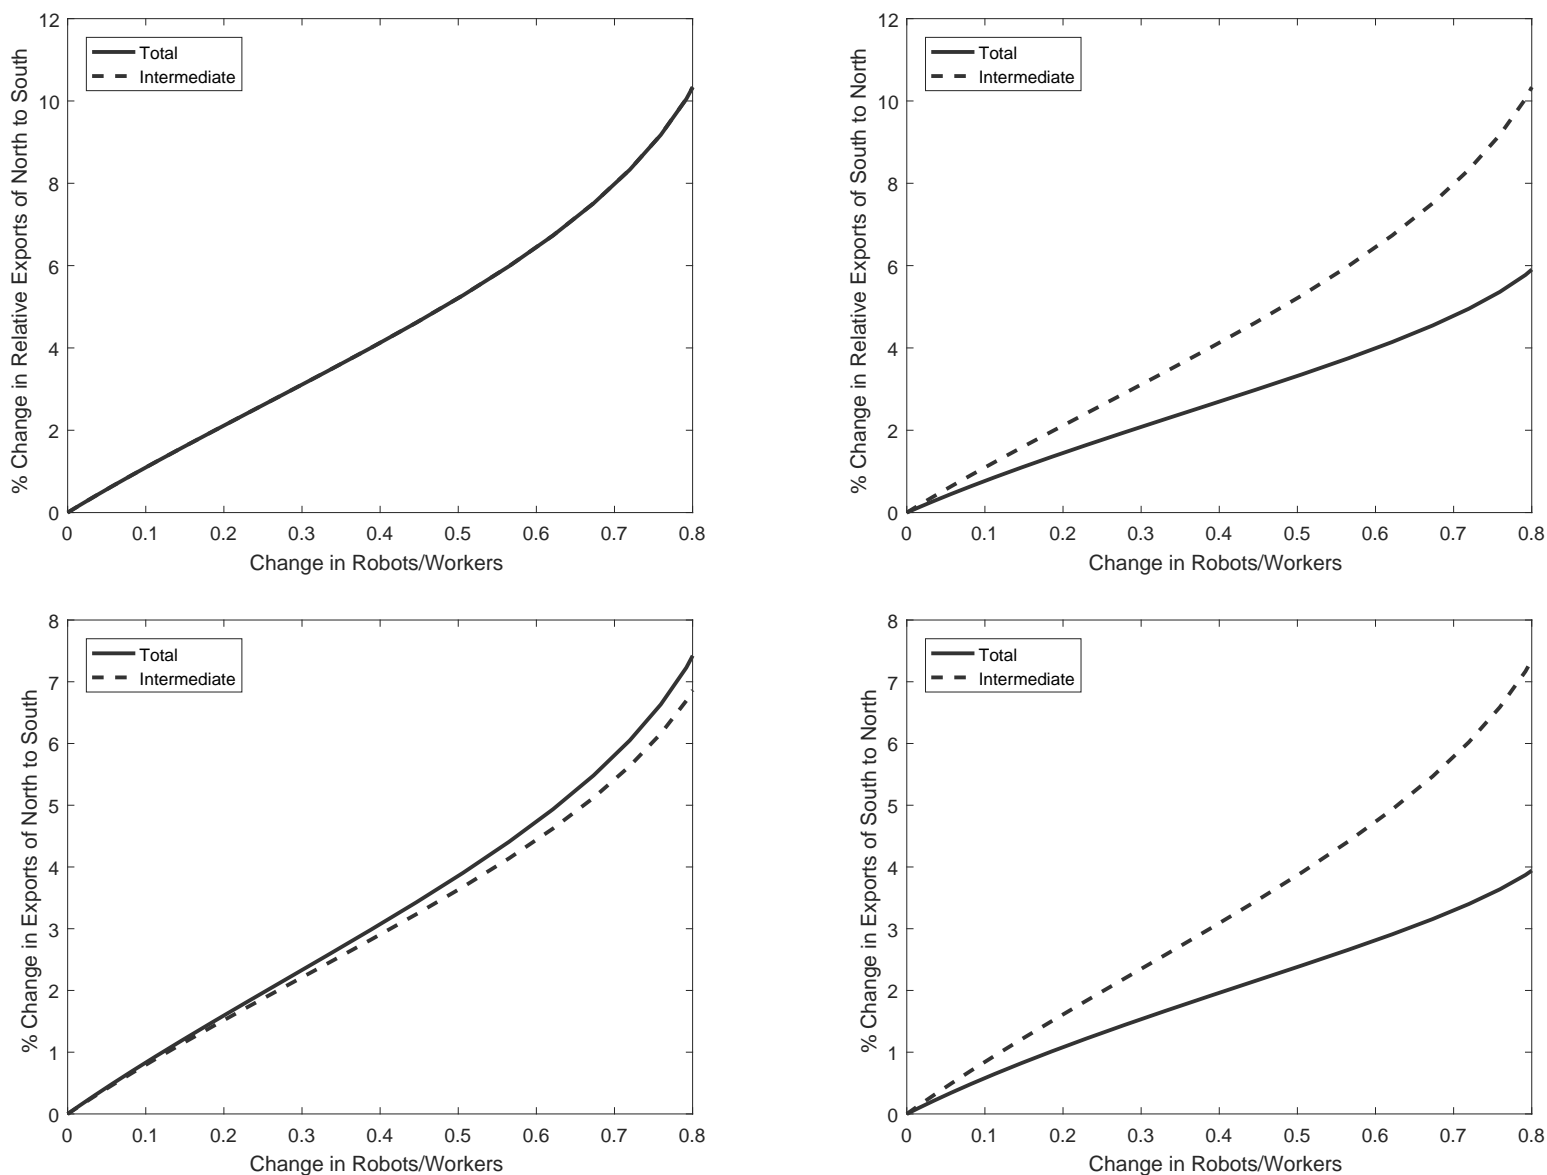 % Change in Relative Exports of North to South
12
10
8
6
4
2
0
Total
Intermediate
0 0.1 0.2 0.3 0.4 0.5 0.6 0.7 0.8
Change in Robots/Workers
% Change in Relative Exports of South to North
12
10
8
6
4
2
0
Total
Intermediate
0 0.1 0.2 0.3 0.4 0.5 0.6 0.7 0.8
Change in Robots/Workers
% Change in Exports of North to South
8
7
6
5
4
3
2
1
0
Total
Intermediate
0 0.1 0.2 0.3 0.4 0.5 0.6 0.7 0.8
Change in Robots/Workers
% Change in Exports of South to North
8
7
6
5
4
3
2
1
0
Total
Intermediate
0 0.1 0.2 0.3 0.4 0.5 0.6 0.7 0.8
Change in Robots/Workers